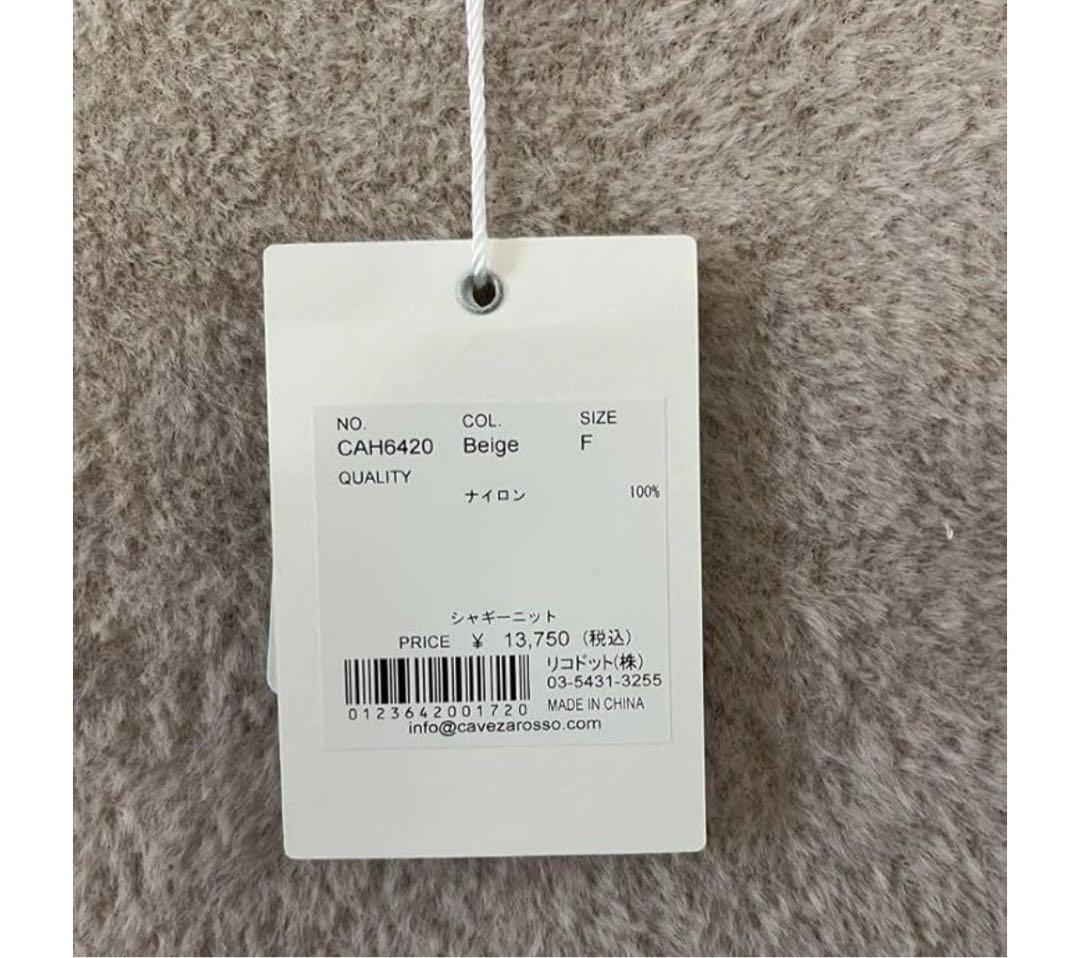 NO. COL. SIZE
CAH6420 Beige F
QUALITY
ナイロン 100%
シャギーニット
PRICE ¥ 13,750 (税込)
リコドット(株)
03-5431-3255
MADE IN CHINA
0123642001720
info@cavezarosso.com